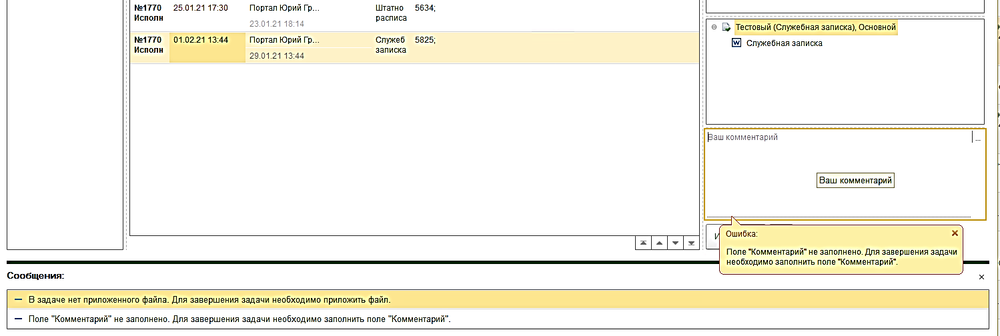 №1770 25.01.21 17:30 Портал Юрий Гр... Штатно 5634;
Исполн расписа
23.01.21 18:14
№1770 01.02.21 13:44 Портал Юрий Гр... Служеб 5825;
Исполн записка
29.01.21 13:44
Тестовый (Служебная записка), Основной
Служебная записка
Ваш комментарий ...
Ваш комментарий
Ошибка:
Поле "Комментарий" не заполнено. Для завершения задачи
необходимо заполнить поле "Комментарий".
Сообщения:
В задаче нет приложенного файла. Для завершения задачи необходимо приложить файл.
Поле "Комментарий" не заполнено. Для завершения задачи необходимо заполнить поле "Комментарий".